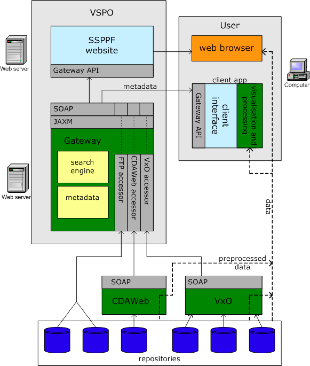 VSPO
User
SSPPF
website
web browser
Web server
Gateway API
client app
Computer
metadata
Gateway API
client
interface
visualisation and
processing
SOAP
JAXM
Gateway
search
engine
metadata
FTP accessor
CDAWeb accessor
VxO accessor
Web server
data
preprocessed
data
SOAP
SOAP
CDAWeb
VxO
repositories